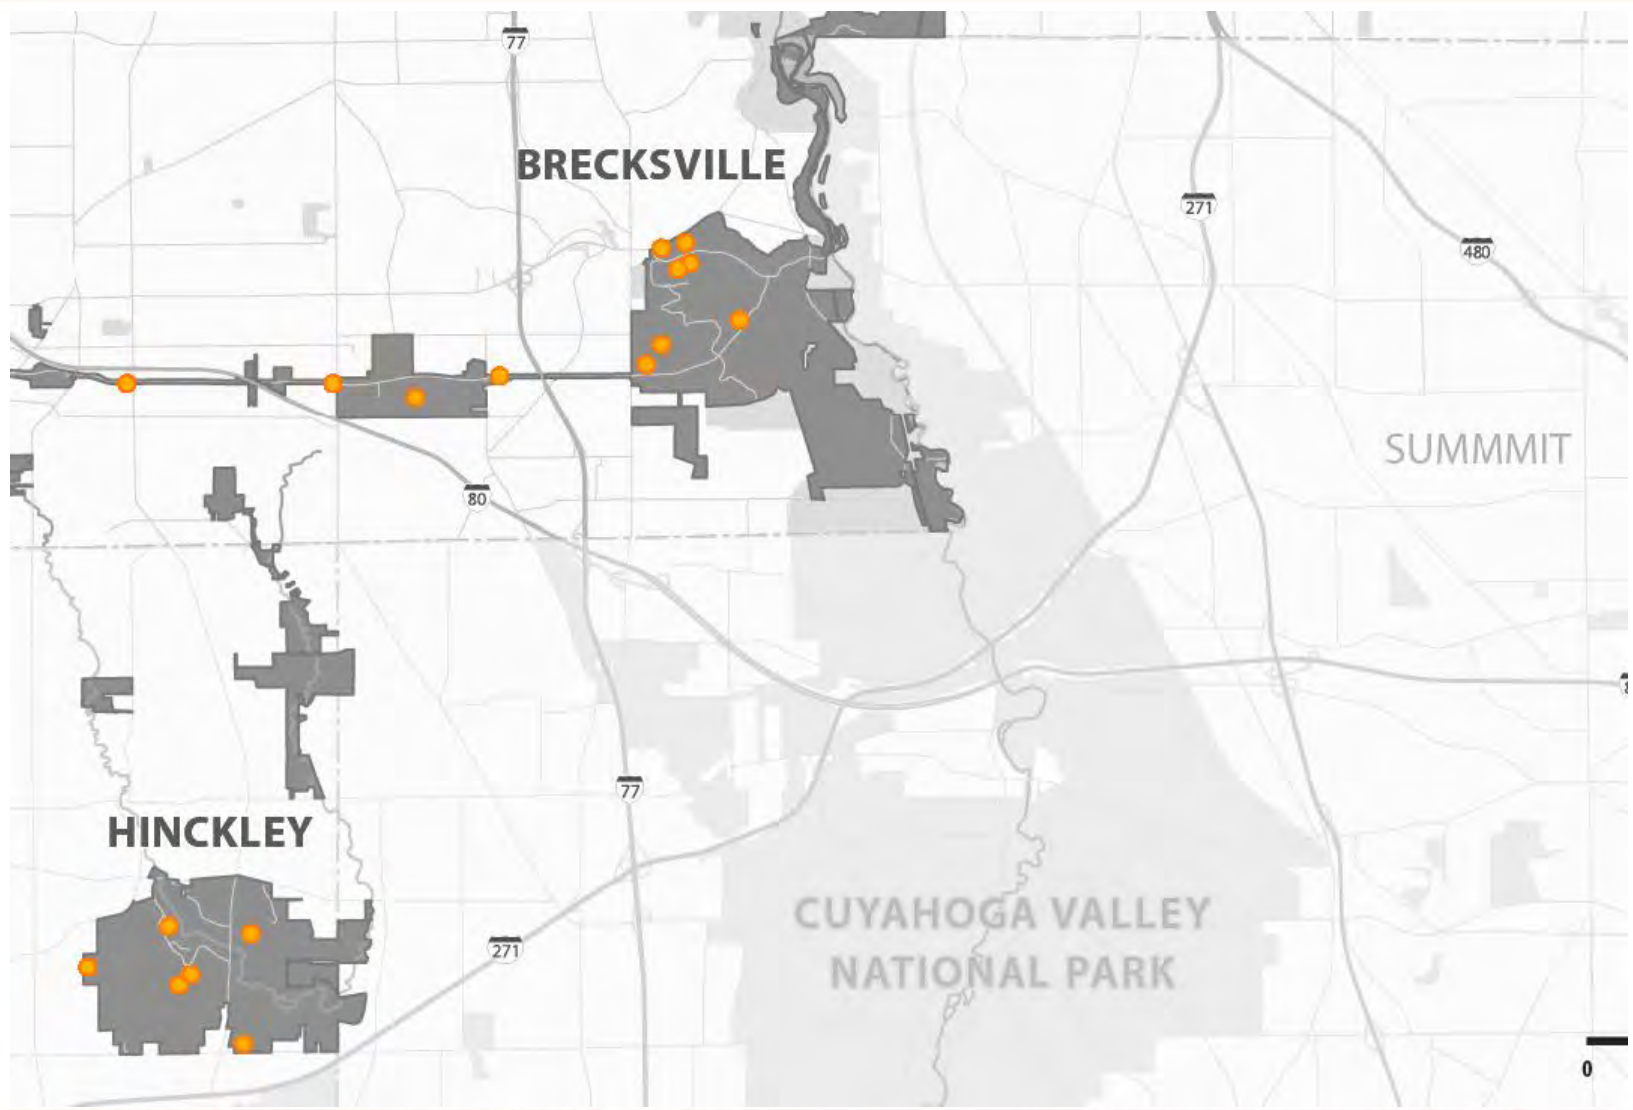 77
BRECKSVILLE
271
480
SUMMMIT
80
77
HINCKLEY
CUYAHOGA VALLEY
NATIONAL PARK
271
0